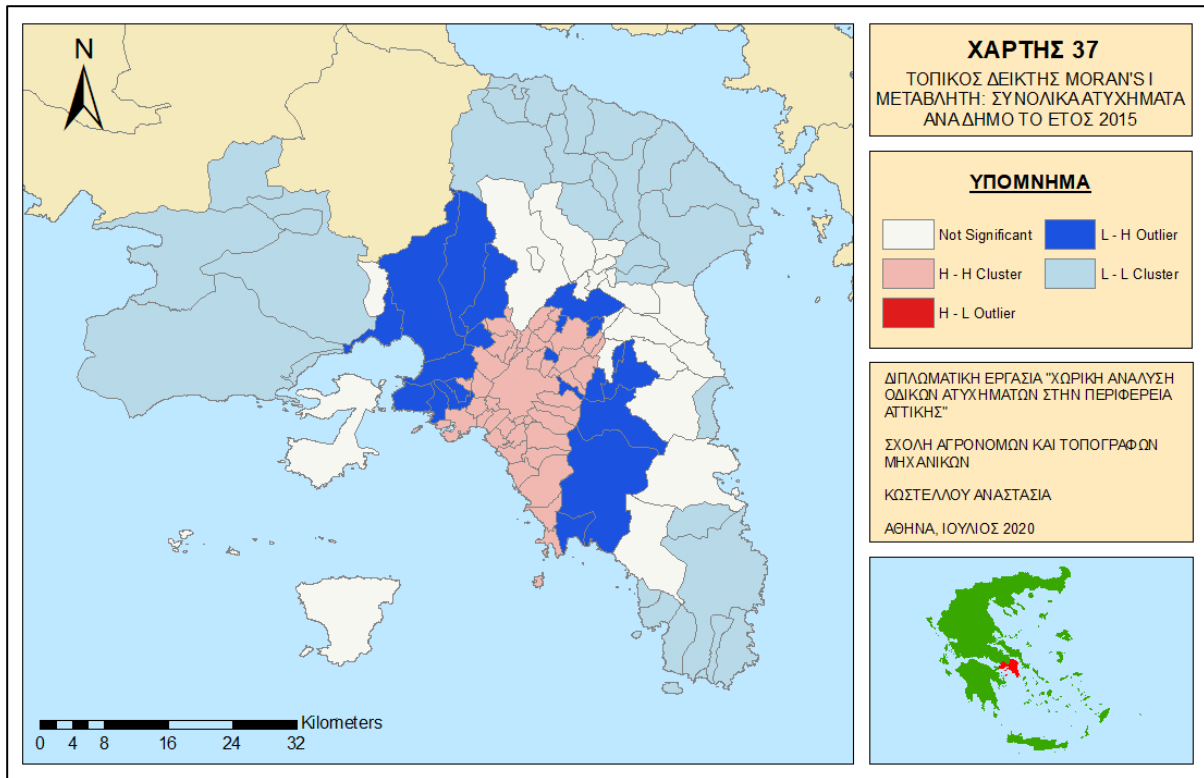 N
Kilometers
0 4 8 16 24 32
ΧΑΡΤΗΣ 37
ΤΟΠΙΚΟΣ ΔΕΙΚΤΗΣ MORAN'S I
ΜΕΤΑΒΛΗΤΗ: ΣΥΝΟΛΙΚΑ ΑΤΥΧΗΜΑΤΑ
ΑΝΑ ΔΗΜΟ ΤΟ ΕΤΟΣ 2015
ΥΠΟΜΝΗΜΑ
Not Significant
L - H Outlier
H - H Cluster
L - L Cluster
H - L Outlier
ΔΙΠΛΩΜΑΤΙΚΗ ΕΡΓΑΣΙΑ "ΧΩΡΙΚΗ ΑΝΑΛΥΣΗ
ΟΔΙΚΩΝ ΑΤΥΧΗΜΑΤΩΝ ΣΤΗΝ ΠΕΡΙΦΕΡΕΙΑ
ΑΤΤΙΚΗΣ"
ΣΧΟΛΗ ΑΓΡΟΝΟΜΩΝ ΚΑΙ ΤΟΠΟΓΡΑΦΩΝ
ΜΗΧΑΝΙΚΩΝ
ΚΩΣΤΕΛΛΟΥ ΑΝΑΣΤΑΣΙΑ
ΑΘΗΝΑ, ΙΟΥΛΙΟΣ 2020